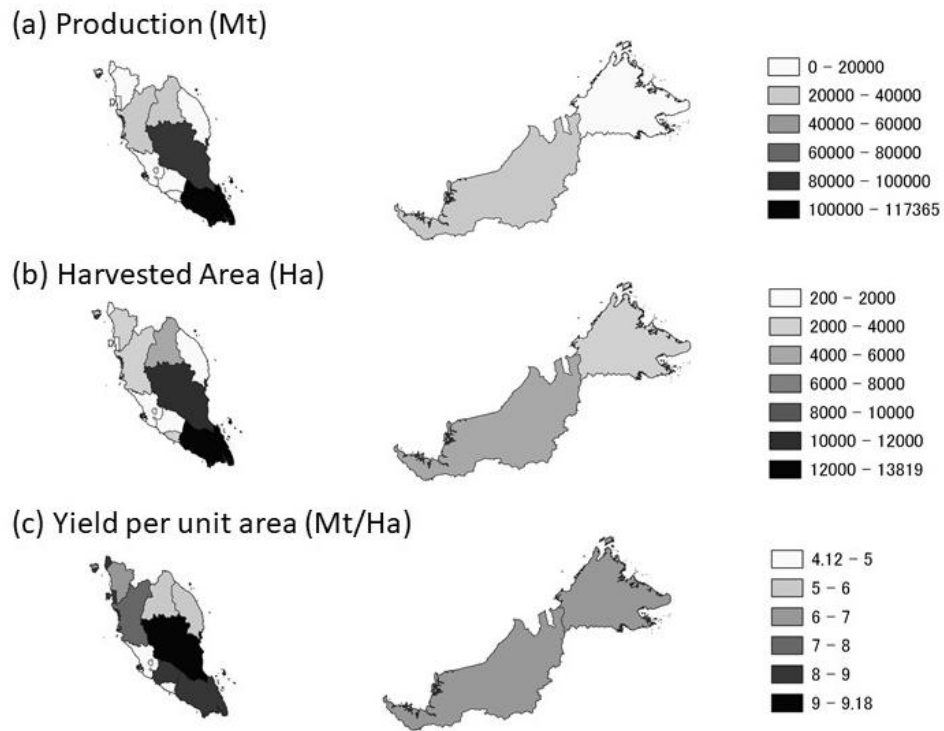 (a) Production (Mt)
0 - 20000
20000 - 40000
40000 - 60000
60000 - 80000
80000 - 100000
100000 - 117365
(b) Harvested Area (Ha)
200 - 2000
2000 - 4000
4000 - 6000
6000 - 8000
8000 - 10000
10000 - 12000
12000 - 13819
(c) Yield per unit area (Mt/Ha)
4.12 - 5
5 - 6
6 - 7
7 - 8
8 - 9
9 - 9.18